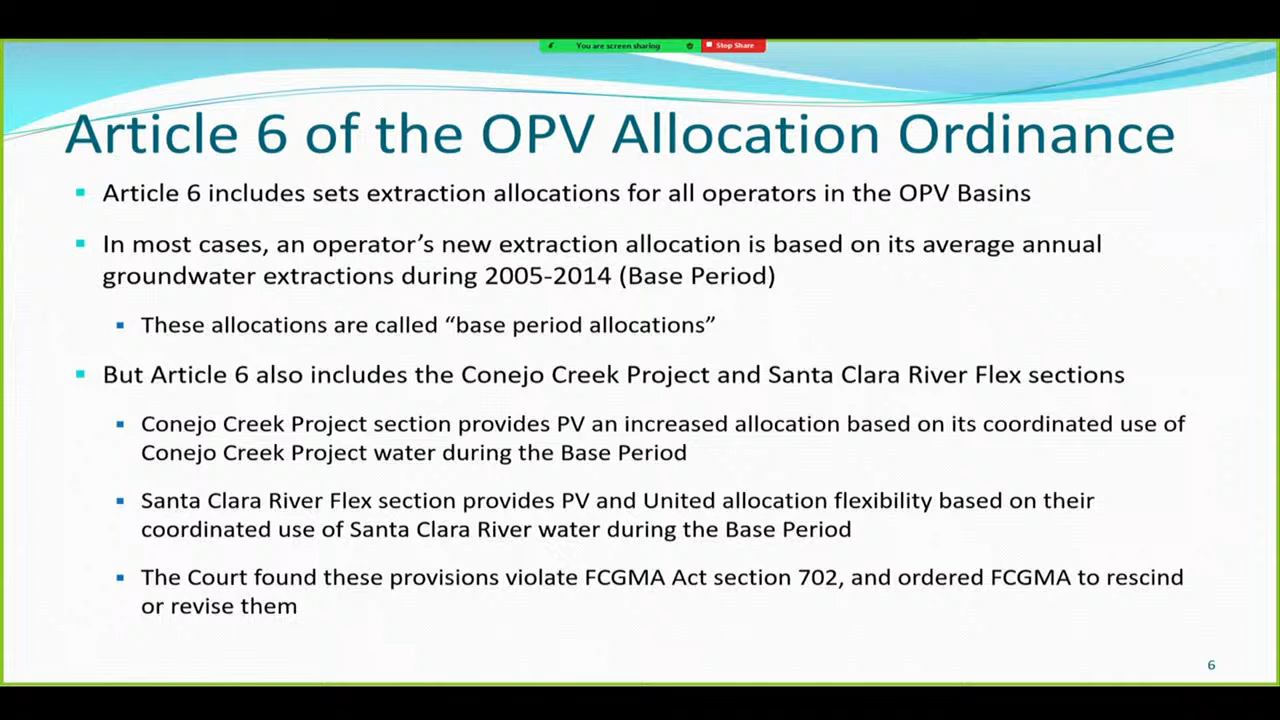 You are screen sharing
Stop Share
Article 6 of the OPV Allocation Ordinance
Article 6 includes sets extraction allocations for all operators in the OPV Basins
In most cases, an operator's new extraction allocation is based on its average annual
groundwater extractions during 2005-2014 (Base Period)
These allocations are called “base period allocations”
But Article 6 also includes the Conejo Creek Project and Santa Clara River Flex sections
Conejo Creek Project section provides PV an increased allocation based on its coordinated use of
Conejo Creek Project water during the Base Period
Santa Clara River Flex section provides PV and United allocation flexibility based on their
coordinated use of Santa Clara River water during the Base Period
The Court found these provisions violate FCGMA Act section 702, and ordered FCGMA to rescind
or revise them
6